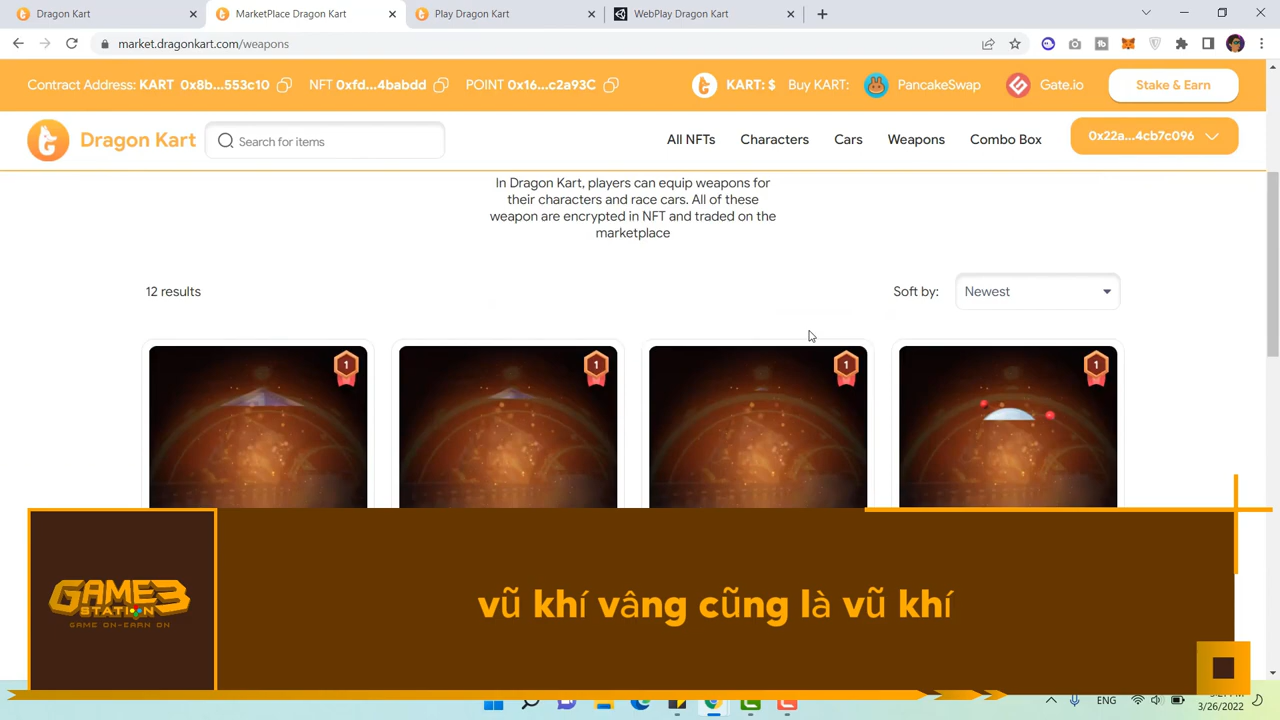 Dragon Kart
MarketPlace Dragon Kart
Play Dragon Kart
WebPlay Dragon Kart
market.dragonkart.com/weapons
Contract Address: KART 0x8b...553c10 NFT 0xfd...4babdd POINT 0x16...c2a93C KART: $ Buy KART: PancakeSwap Gate.io Stake & Earn
Dragon Kart Search for items All NFTs Characters Cars Weapons Combo Box 0x22a...4cb7c096
In Dragon Kart, players can equip weapons for
their characters and race cars. All of these
weapon are encrypted in NFT and traded on the
marketplace
12 results Soft by: Newest
1 1 1 1
GAME3
STATION
GAME ON-EARN ON
vũ khí vâng cũng là vũ khí
ENG
3/26/2022